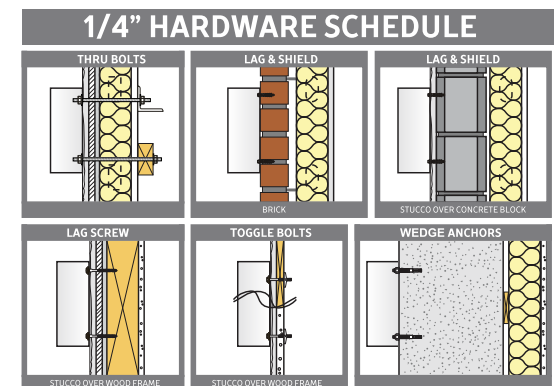 1/4” HARDWARE SCHEDULE
THRU BOLTS
LAG & SHIELD
BRICK
LAG & SHIELD
STUCCO OVER CONCRETE BLOCK
LAG SCREW
STUCCO OVER WOOD FRAME
TOGGLE BOLTS
STUCCO OVER WOOD FRAME
WEDGE ANCHORS